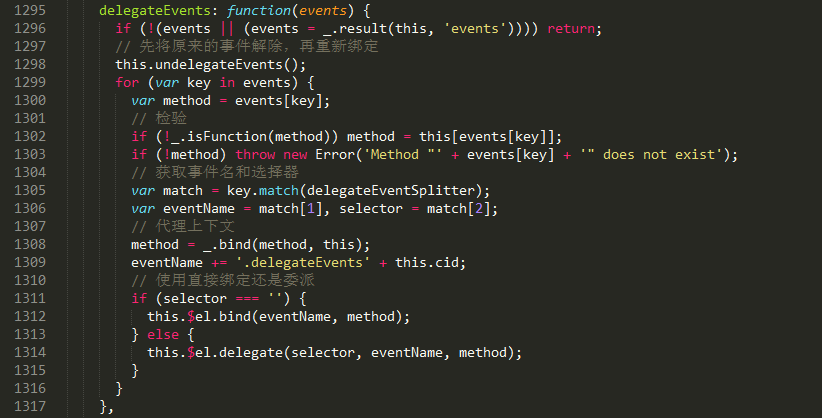 1295 delegateEvents: function(events) {
1296 if (!(events || (events = _.result(this, 'events')))) return;
1297 // 先将原来的事件解除，再重新绑定
1298 this.undelegateEvents();
1299 for (var key in events) {
1300 var method = events[key];
1301 // 检验
1302 if (!_.isFunction(method)) method = this[events[key]];
1303 if (!method) throw new Error('Method "' + events[key] + '" does not exist');
1304 // 获取事件名和选择器
1305 var match = key.match(delegateEventSplitter);
1306 var eventName = match[1], selector = match[2];
1307 // 代理上下文
1308 method = _.bind(method, this);
1309 eventName += '.delegateEvents' + this.cid;
1310 // 使用直接绑定还是委派
1311 if (selector === '') {
1312 this.$el.bind(eventName, method);
1313 } else {
1314 this.$el.delegate(selector, eventName, method);
1315 }
1316 }
1317 },